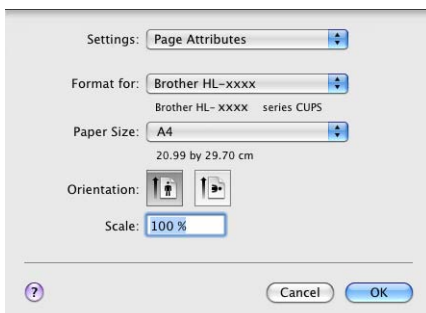 Settings: Page Attributes
Format for: Brother HL-xxxx
Brother HL- xxxx series CUPS
Paper Size: A4
20.99 by 29.70 cm
Orientation:
Scale: 100 %
? Cancel OK